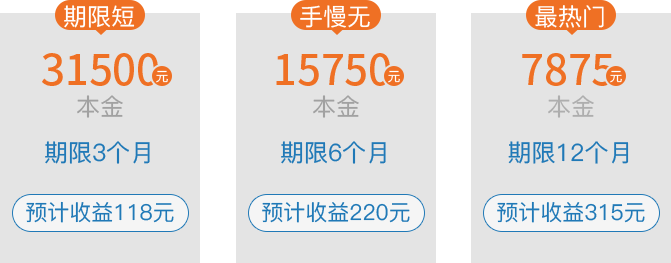 期限短
31500元
本金
期限3个月
预计收益118元
手慢无
15750元
本金
期限6个月
预计收益220元
最热门
7875元
本金
期限12个月
预计收益315元